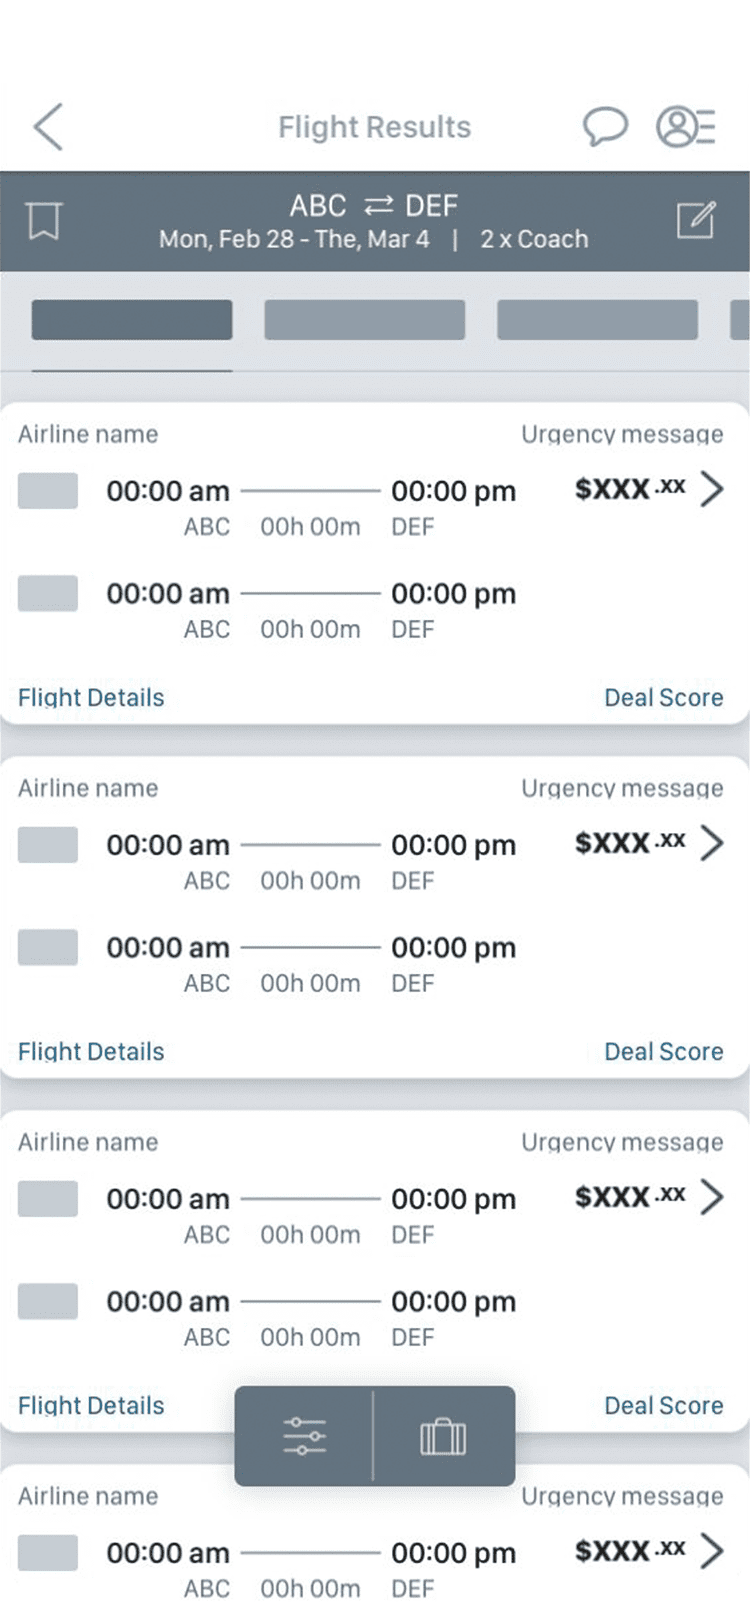 Flight Results
ABC ⇄ DEF
Mon, Feb 28 - The, Mar 4 | 2 x Coach
Airline name Urgency message
00:00 am 00:00 pm $XXX.XX
ABC 00h 00m DEF
00:00 am 00:00 pm
ABC 00h 00m DEF
Flight Details Deal Score
Airline name Urgency message
00:00 am 00:00 pm $XXX.XX
ABC 00h 00m DEF
00:00 am 00:00 pm
ABC 00h 00m DEF
Flight Details Deal Score
Airline name Urgency message
00:00 am 00:00 pm $XXX.XX
ABC 00h 00m DEF
00:00 am 00:00 pm
ABC 00h 00m DEF
Flight Details Deal Score
Airline name Urgency message
00:00 am 00:00 pm $XXX.XX
ABC 00h 00m DEF